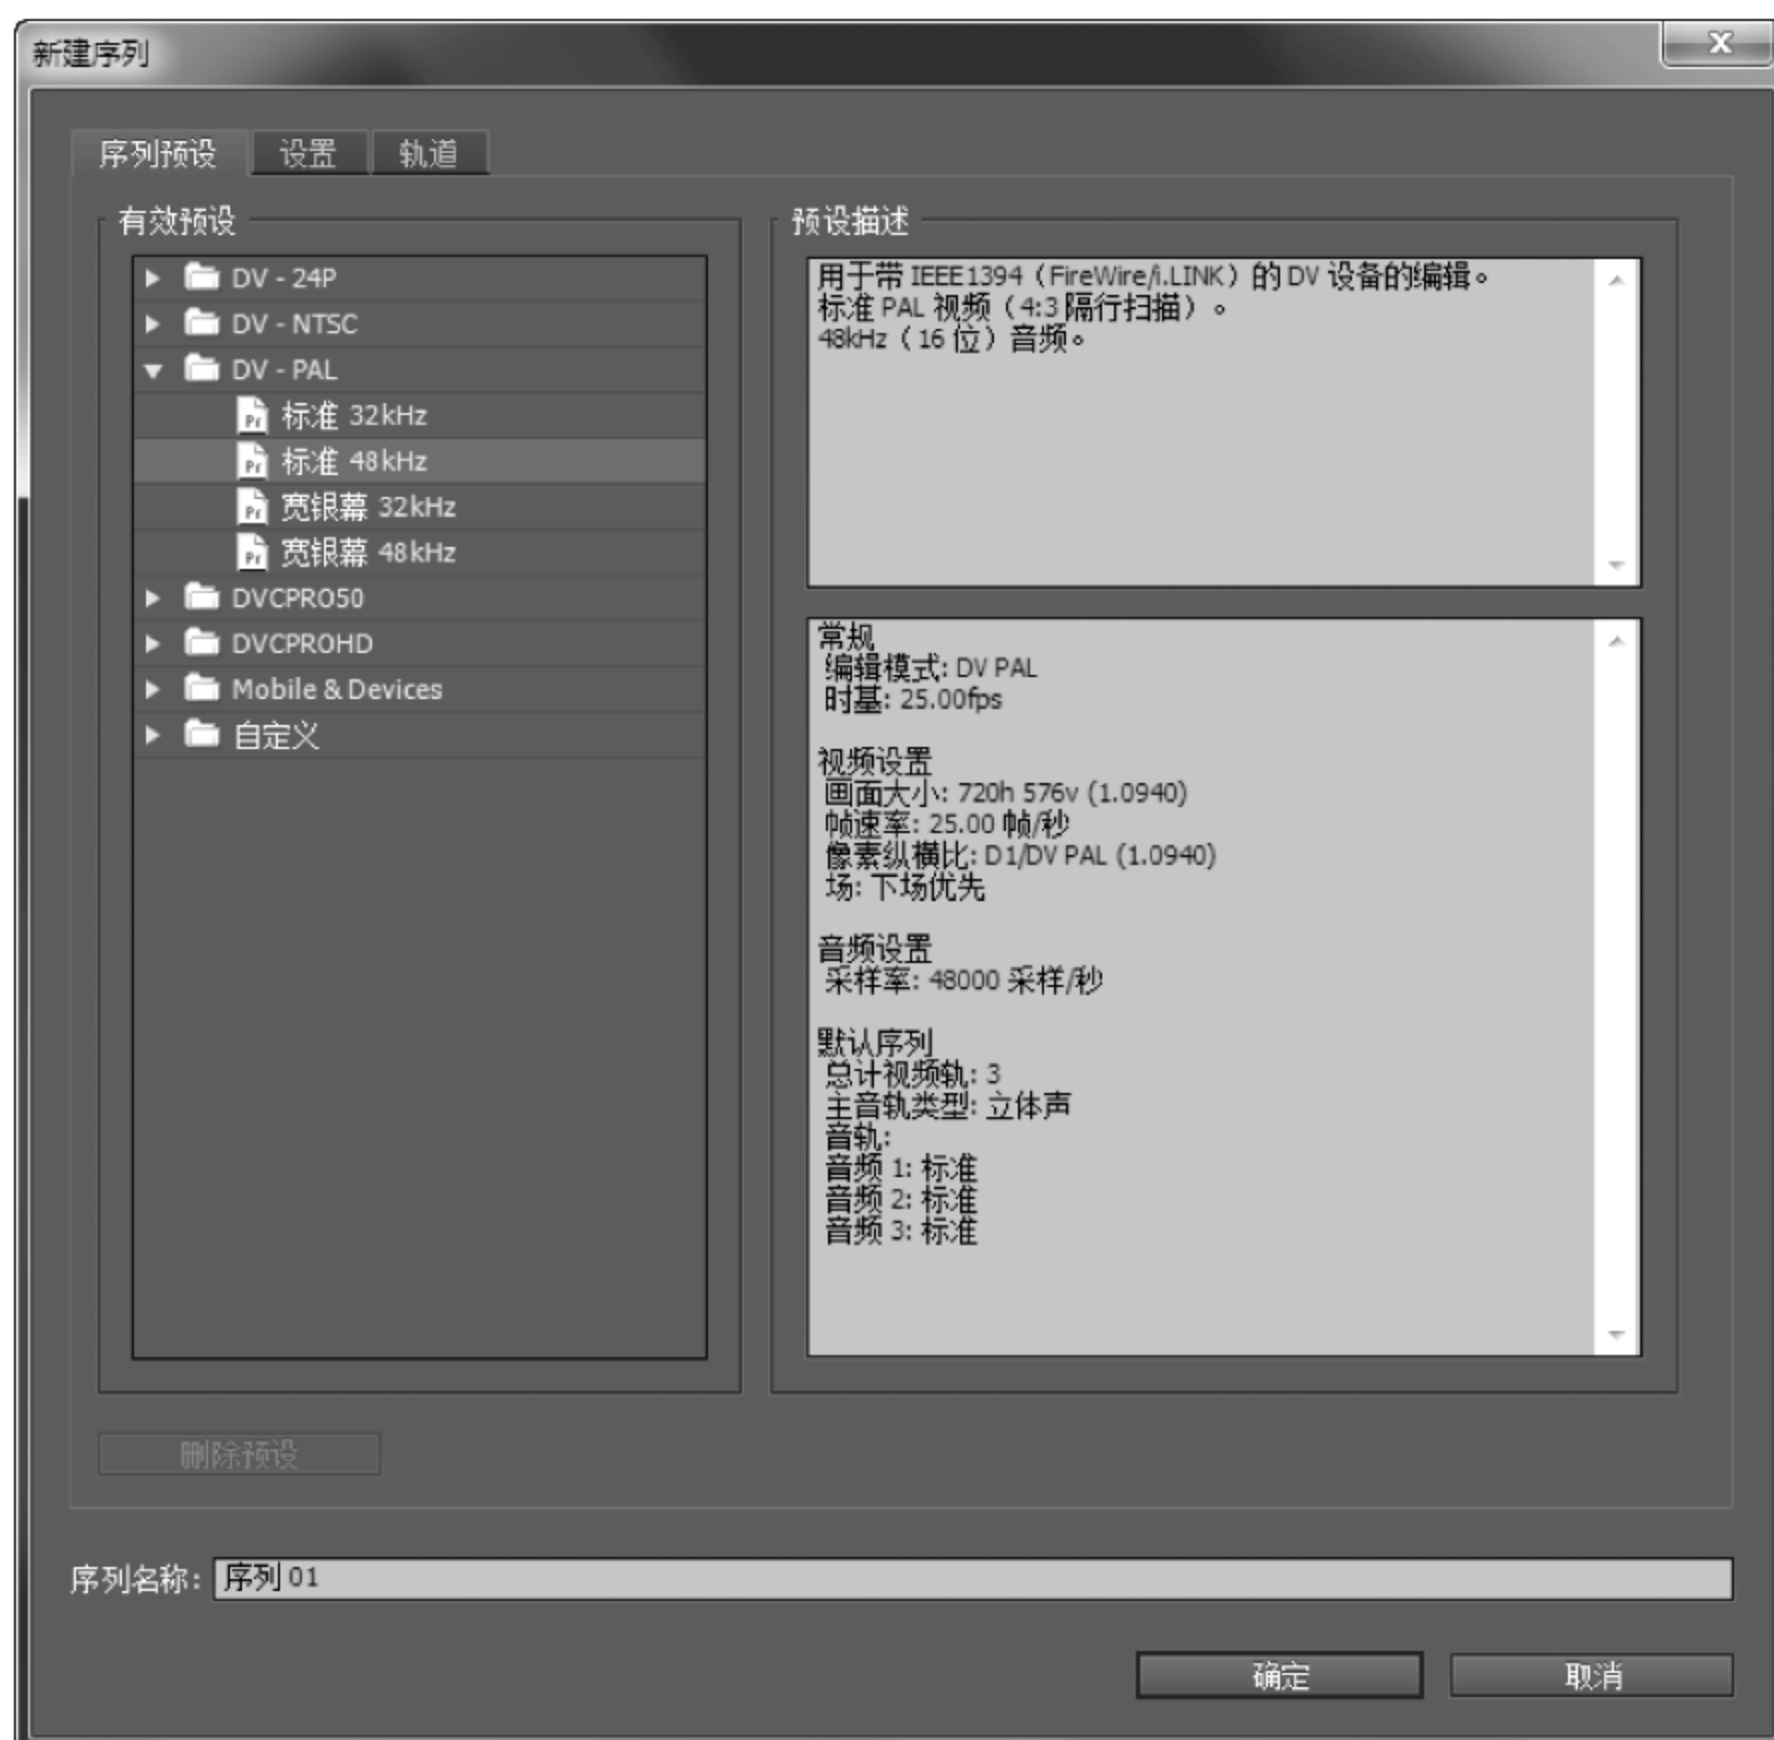 新建序列
X
序列预设 设置 轨道
有效预设
DV - 24P
DV - NTSC
DV - PAL
Pr 标准 32kHz
Pr 标准 48kHz
Pr 宽银幕 32kHz
Pr 宽银幕 48kHz
DVCPRO50
DVCPROHD
Mobile & Devices
自定义
预设描述
用于带 IEEE1394（FireWire/i.LINK）的 DV 设备的编辑。
标准 PAL 视频（4:3 隔行扫描）。
48kHz（16 位）音频。
常规
编辑模式: DV PAL
时基: 25.00fps
视频设置
画面大小: 720h 576v (1.0940)
帧速率: 25.00 帧/秒
像素纵横比: D1/DV PAL (1.0940)
场: 下场优先
音频设置
采样率: 48000 采样/秒
默认序列
总计视频轨: 3
主音轨类型: 立体声
音轨:
音频 1: 标准
音频 2: 标准
音频 3: 标准
删除预设
序列名称: 序列 01
确定 取消